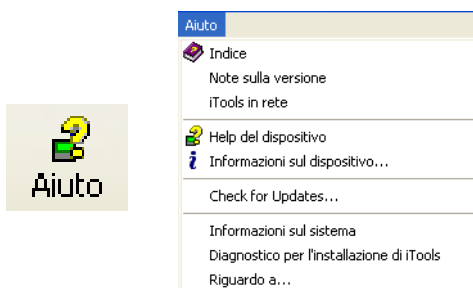 Aiuto
Aiuto
Indice
Note sulla versione
iTools in rete
Help del dispositivo
Informazioni sul dispositivo...
Check for Updates...
Informazioni sul sistema
Diagnostico per l'installazione di iTools
Riguardo a...